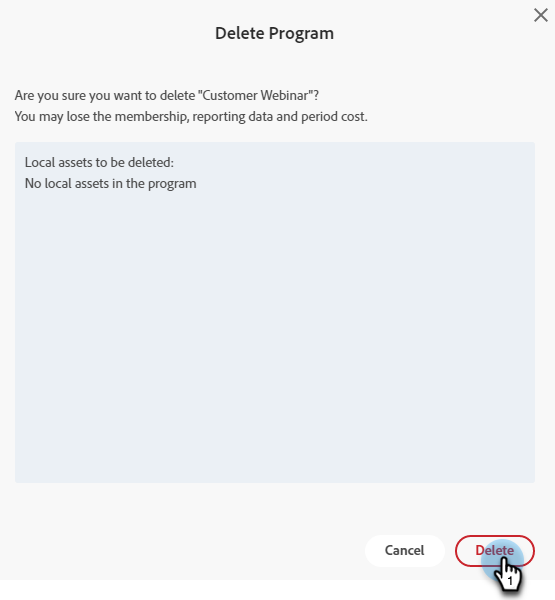 Delete Program
Are you sure you want to delete "Customer Webinar"?
You may lose the membership, reporting data and period cost.
Local assets to be deleted:
No local assets in the program
Cancel
Delete
1